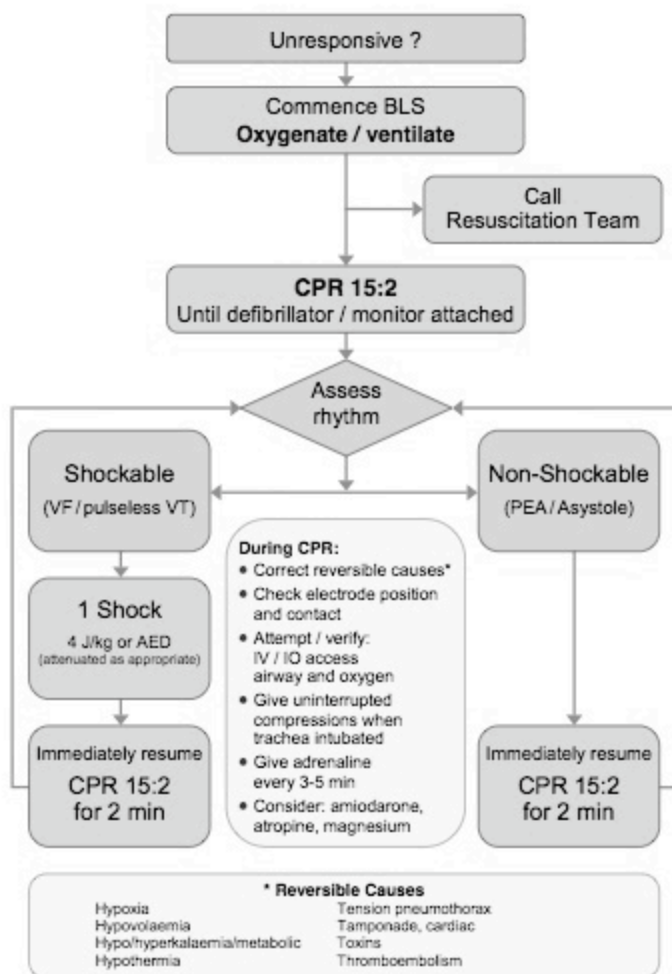 Unresponsive ?
Commence BLS
Oxygenate / ventilate
Call
Resuscitation Team
CPR 15:2
Until defibrillator / monitor attached
Assess
rhythm
Shockable
(VF / pulseless VT)
Non-Shockable
(PEA / Asystole)
1 Shock
4 J/kg or AED
(attenuated as appropriate)
Immediately resume
CPR 15:2
for 2 min
During CPR:
• Correct reversible causes*
• Check electrode position
and contact
• Attempt / verify:
IV / IO access
airway and oxygen
• Give uninterrupted
compressions when
trachea intubated
• Give adrenaline
every 3-5 min
• Consider: amiodarone,
atropine, magnesium
Immediately resume
CPR 15:2
for 2 min
* Reversible Causes
Hypoxia Tension pneumothorax
Hypovolaemia Tamponade, cardiac
Hypo/hyperkalaemia/metabolic Toxins
Hypothermia Thromboembolism